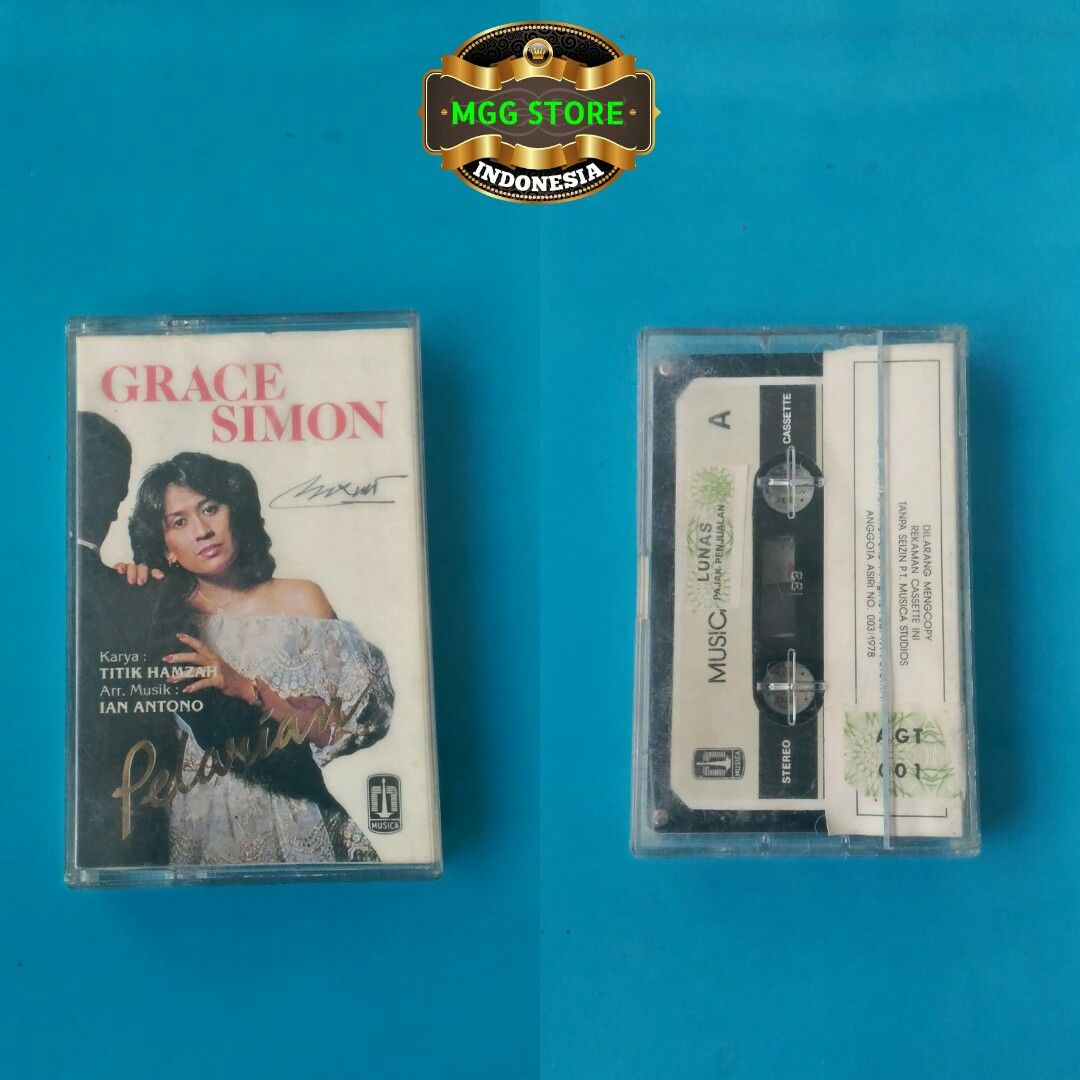 MGG STORE
INDONESIA
GRACE
SIMON
Karya :
TITIK HAMZAH
Arr. Musik :
IAN ANTONO
Pelarian
MUSICA
A
STEREO
CASSETTE
LUNAS
PAJAK PENJUALAN
MUSIC
MUSICA
DILARANG MENGCOPY
REKAMAN CASSETTE INI
TANPA SEIZIN P.T. MUSICA STUDIOS
ANGGOTA ASIRI NO. 003/1978
AGT
001